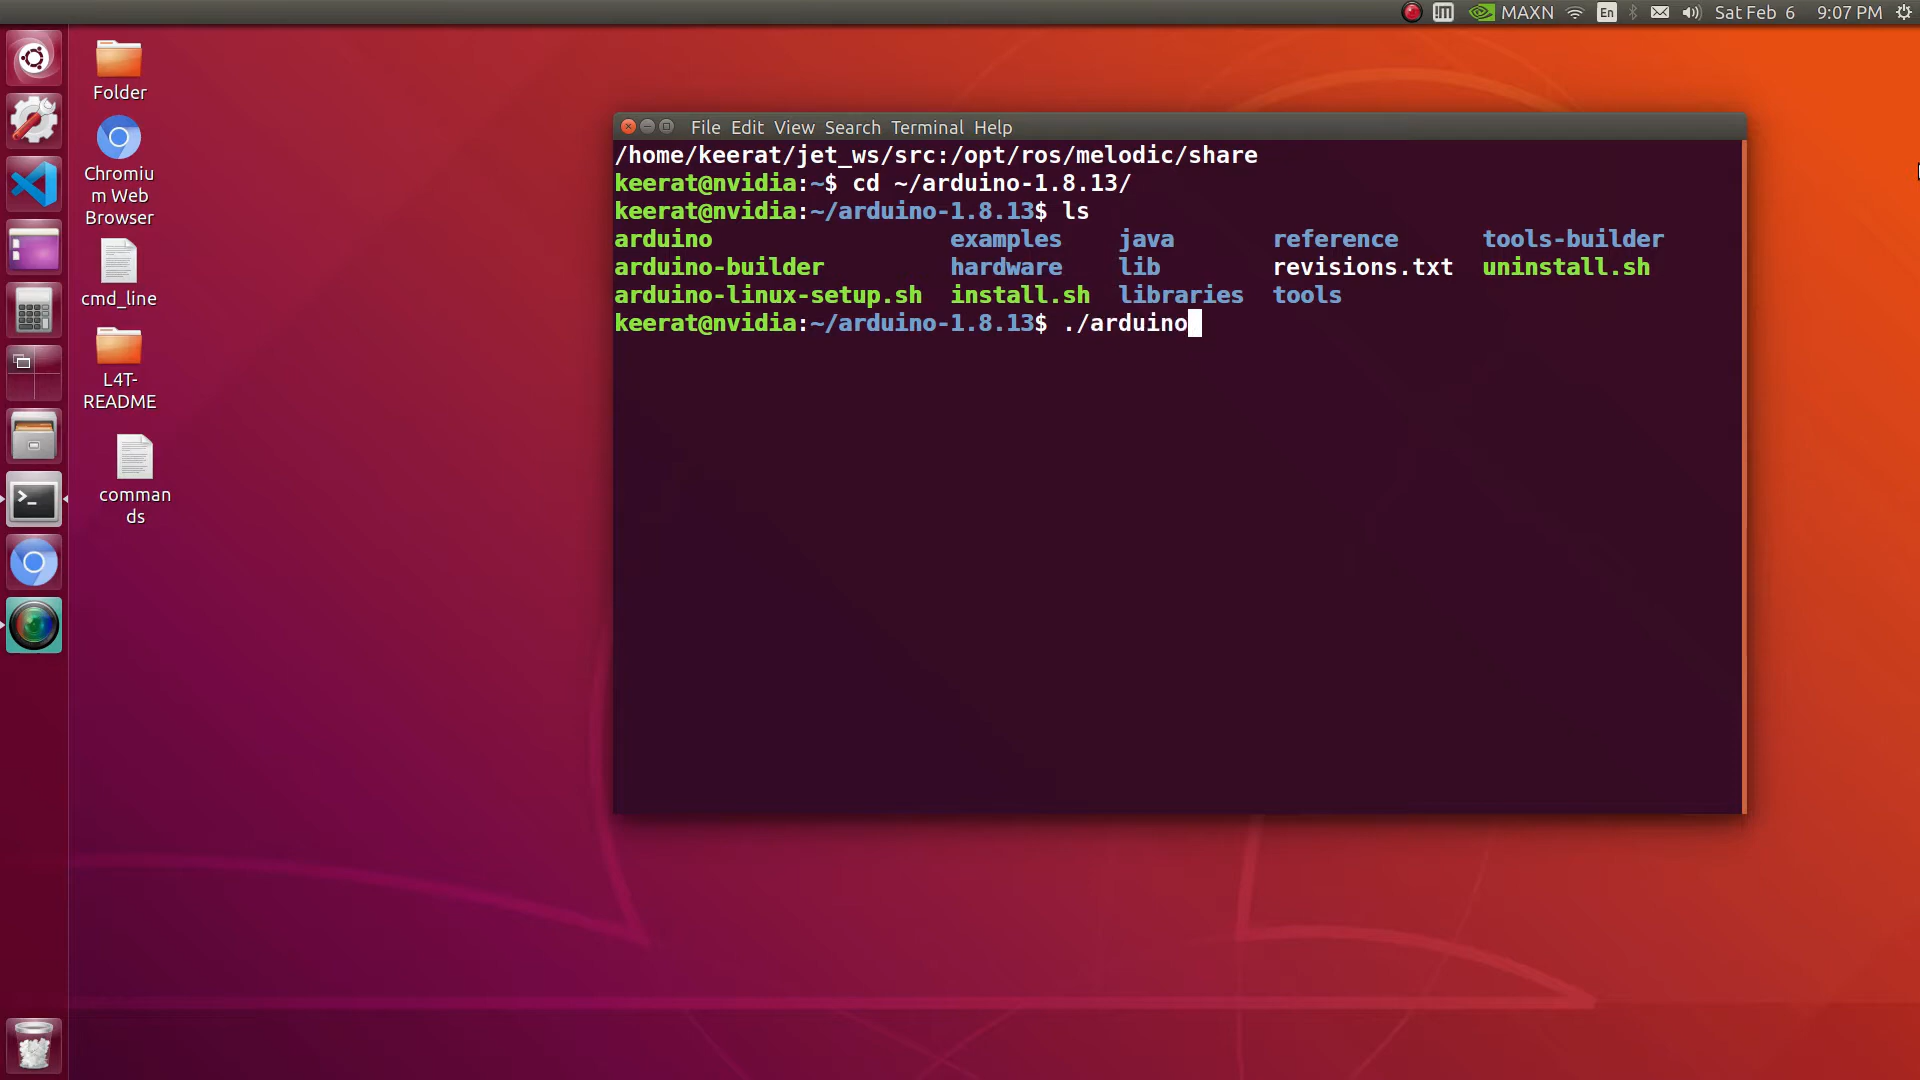 MAXN En Sat Feb 6 9:07 PM
Folder
Chromiu
m Web
Browser
cmd_line
L4T-
README
comman
ds
File Edit View Search Terminal Help
/home/keerat/jet_ws/src:/opt/ros/melodic/share
keerat@nvidia:~$ cd ~/arduino-1.8.13/
keerat@nvidia:~/arduino-1.8.13$ ls
arduino examples java reference tools-builder
arduino-builder hardware lib revisions.txt uninstall.sh
arduino-linux-setup.sh install.sh libraries tools
keerat@nvidia:~/arduino-1.8.13$ ./arduino